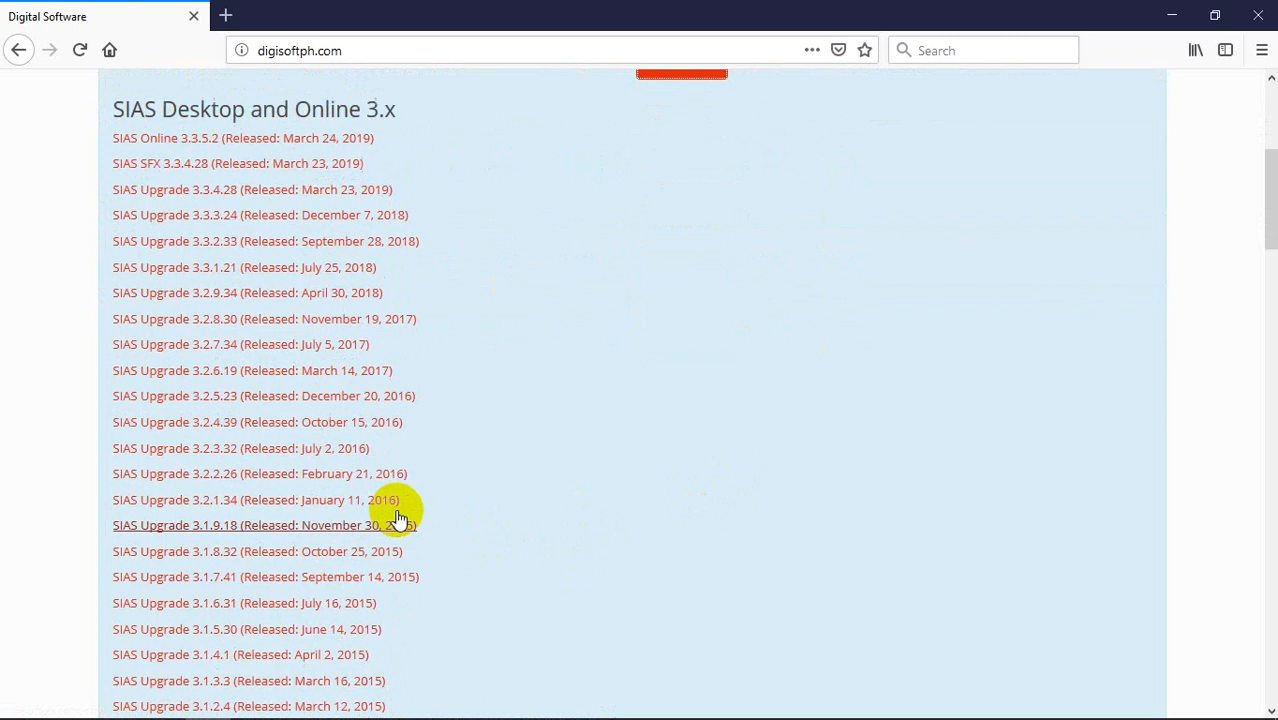 Digital Software
digisoftph.com
Search
SIAS Desktop and Online 3.x
SIAS Online 3.3.5.2 (Released: March 24, 2019)
SIAS SFX 3.3.4.28 (Released: March 23, 2019)
SIAS Upgrade 3.3.4.28 (Released: March 23, 2019)
SIAS Upgrade 3.3.3.24 (Released: December 7, 2018)
SIAS Upgrade 3.3.2.33 (Released: September 28, 2018)
SIAS Upgrade 3.3.1.21 (Released: July 25, 2018)
SIAS Upgrade 3.2.9.34 (Released: April 30, 2018)
SIAS Upgrade 3.2.8.30 (Released: November 19, 2017)
SIAS Upgrade 3.2.7.34 (Released: July 5, 2017)
SIAS Upgrade 3.2.6.19 (Released: March 14, 2017)
SIAS Upgrade 3.2.5.23 (Released: December 20, 2016)
SIAS Upgrade 3.2.4.39 (Released: October 15, 2016)
SIAS Upgrade 3.2.3.32 (Released: July 2, 2016)
SIAS Upgrade 3.2.2.26 (Released: February 21, 2016)
SIAS Upgrade 3.2.1.34 (Released: January 11, 2016)
SIAS Upgrade 3.1.9.18 (Released: November 30,
SIAS Upgrade 3.1.8.32 (Released: October 25, 2015)
SIAS Upgrade 3.1.7.41 (Released: September 14, 2015)
SIAS Upgrade 3.1.6.31 (Released: July 16, 2015)
SIAS Upgrade 3.1.5.30 (Released: June 14, 2015)
SIAS Upgrade 3.1.4.1 (Released: April 2, 2015)
SIAS Upgrade 3.1.3.3 (Released: March 16, 2015)
SIAS Upgrade 3.1.2.4 (Released: March 12, 2015)